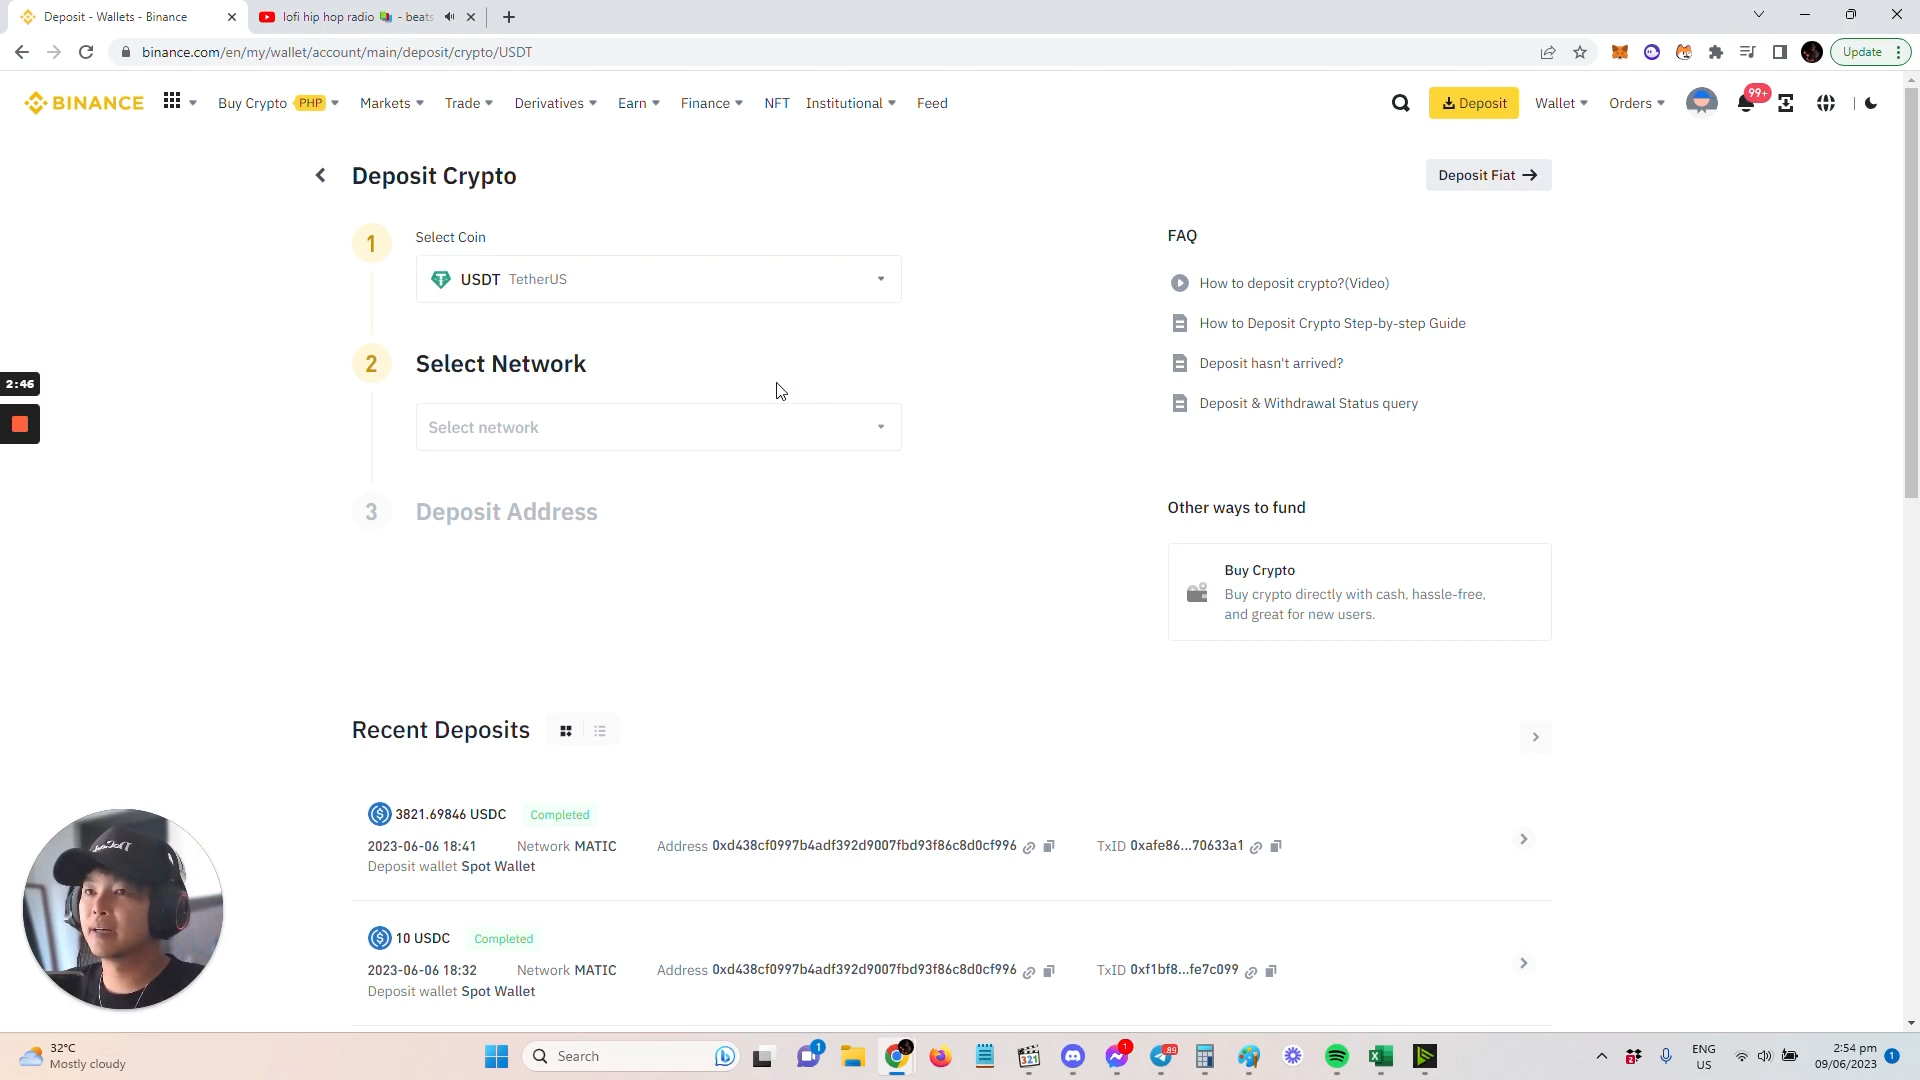 Deposit - Wallets - Binance
lofi hip hop radio 📚 - beats
binance.com/en/my/wallet/account/main/deposit/crypto/USDT
Update
BINANCE
Buy Crypto PHP
Markets
Trade
Derivatives
Earn
Finance
NFT
Institutional
Feed
Deposit
Wallet
Orders
99+
Deposit Crypto
Deposit Fiat →
1
Select Coin
USDT TetherUS
2
Select Network
Select network
3
Deposit Address
FAQ
How to deposit crypto?(Video)
How to Deposit Crypto Step-by-step Guide
Deposit hasn't arrived?
Deposit & Withdrawal Status query
Other ways to fund
Buy Crypto
Buy crypto directly with cash, hassle-free,
and great for new users.
2:46
Recent Deposits
3821.69846 USDC Completed
2023-06-06 18:41 Network MATIC Address 0xd438cf0997b4adf392d9007fbd93f86c8d0cf996 TxID 0xafe86...70633a1
Deposit wallet Spot Wallet
10 USDC Completed
2023-06-06 18:32 Network MATIC Address 0xd438cf0997b4adf392d9007fbd93f86c8d0cf996 TxID 0xf1bf8...fe7c099
Deposit wallet Spot Wallet
32°C
Mostly cloudy
Search
1
321
1
89
2
ENG
US
2:54 pm
09/06/2023
1